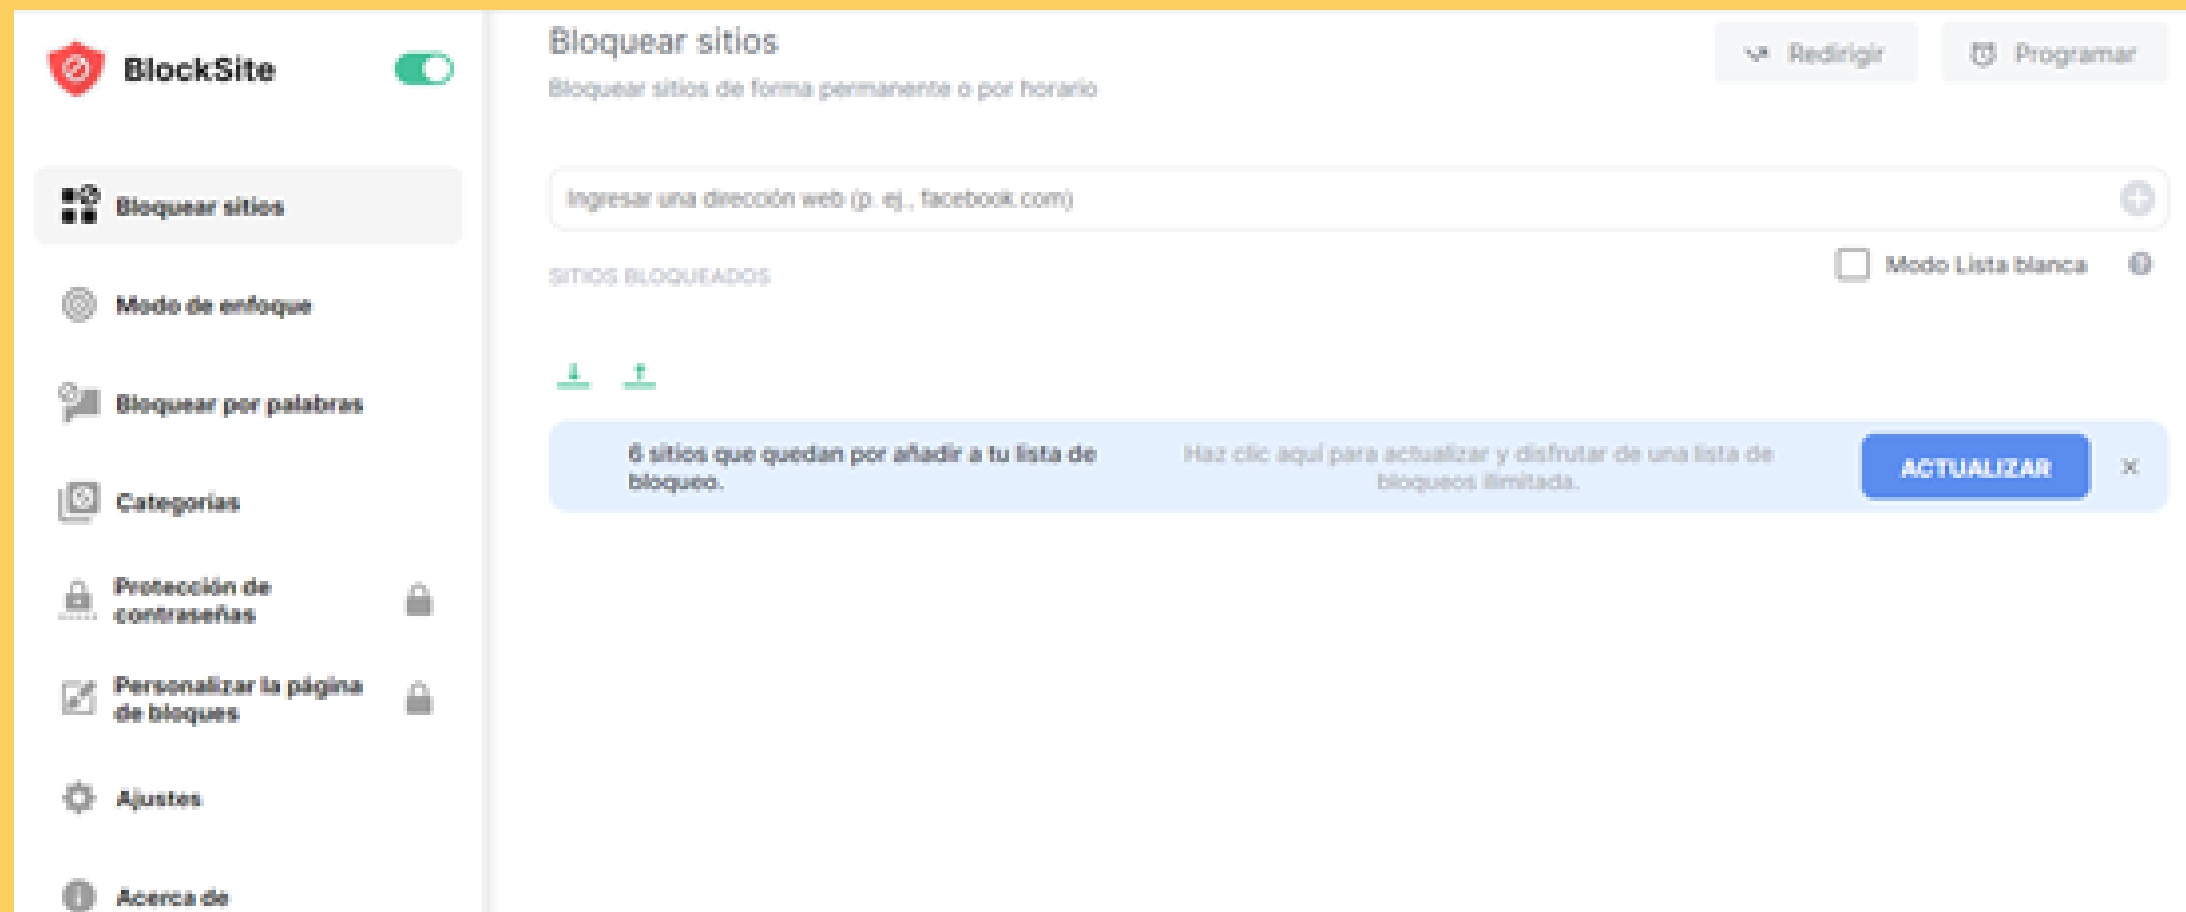 BlockSite
Bloquear sitios
Modo de enfoque
Bloquear por palabras
Categorías
Protección de
contraseñas
Personalizar la página
de bloques
Ajustes
Acerca de
Bloquear sitios
Bloquear sitios de forma permanente o por horario
Redirigir
Programar
Ingresar una dirección web (p. ej., facebook.com)
SITIOS BLOQUEADOS
Modo Lista blanca
6 sitios que quedan por añadir a tu lista de
bloqueo.
Haz clic aquí para actualizar y disfrutar de una lista de
bloqueos ilimitada.
ACTUALIZAR